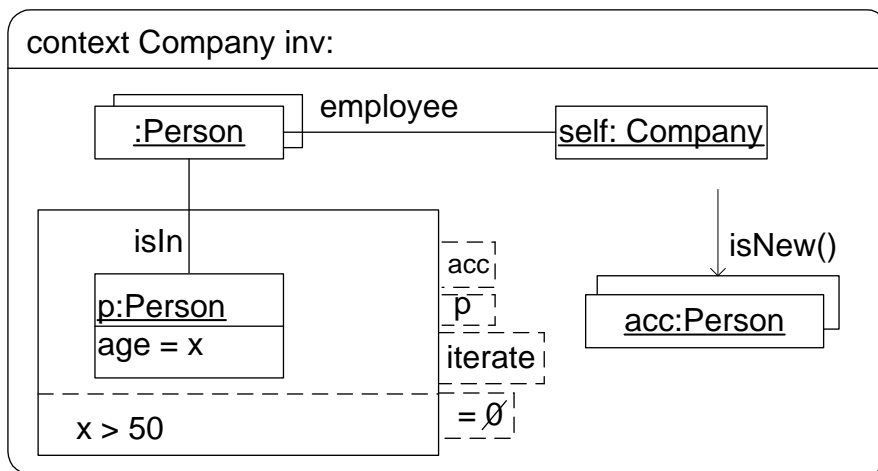 context Company inv:
employee
:Person
self: Company
isIn
isNew()
acc
p
p:Person
acc:Person
age = x
iterate
= ∅
x > 50